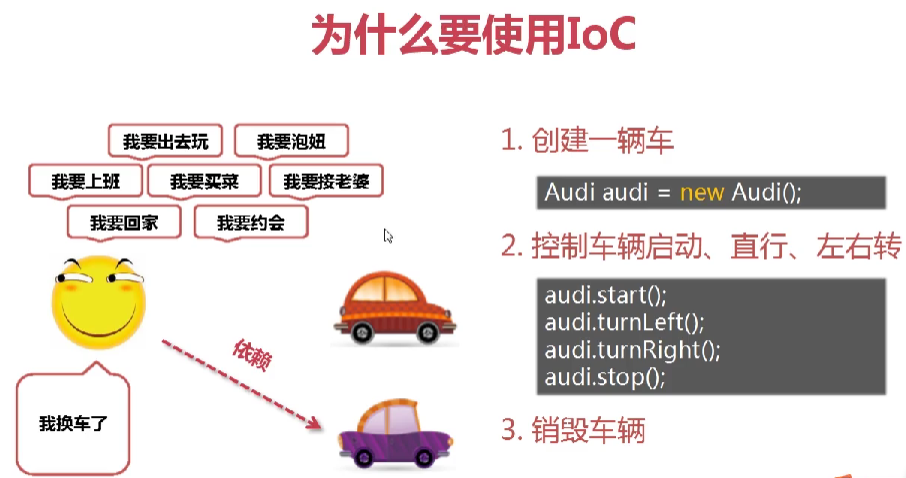 为什么要使用IoC
我要出去玩
我要泡妞
我要上班
我要买菜
我要接老婆
我要回家
我要约会
依赖
我换车了
1. 创建一辆车
Audi audi = new Audi();
2. 控制车辆启动、直行、左右转
audi.start();
audi.turnLeft();
audi.turnRight();
audi.stop();
3. 销毁车辆